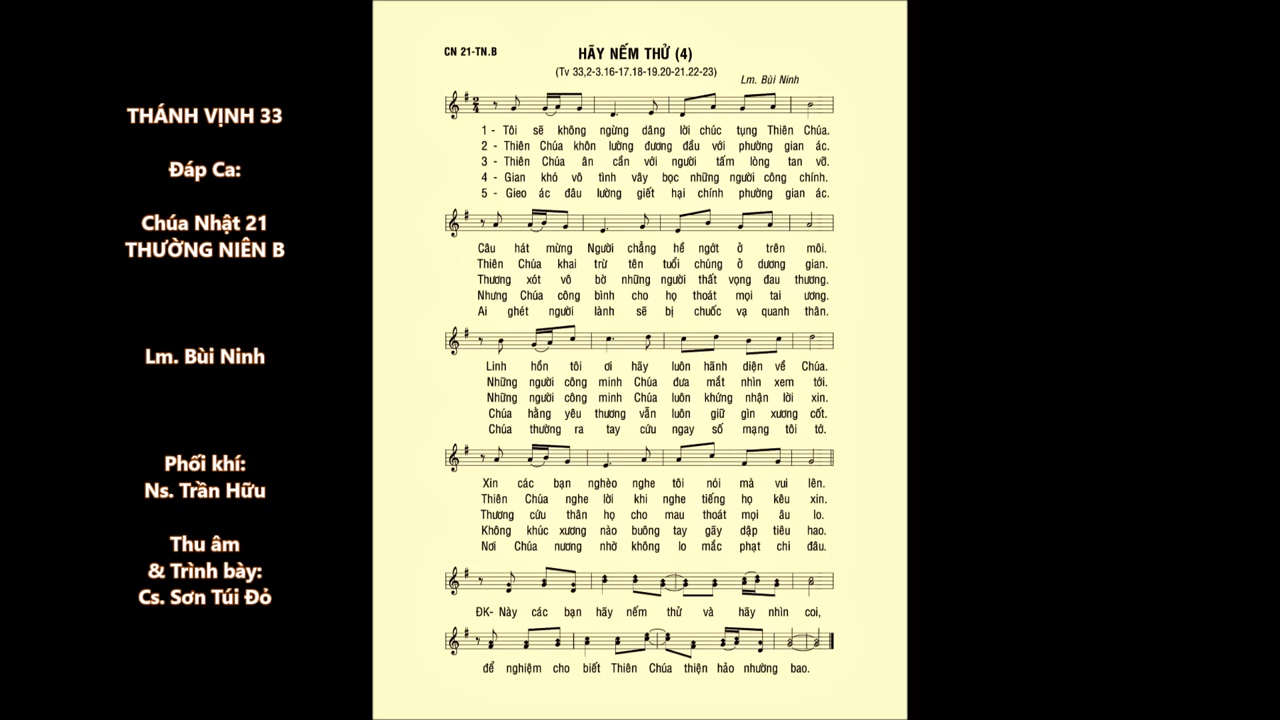 THÁNH VỊNH 33
Đáp Ca:
Chúa Nhật 21
THƯỜNG NIÊN B
Lm. Bùi Ninh
Phối khí:
Ns. Trần Hữu
Thu âm
& Trình bày:
Cs. Sơn Túi Đỏ
CN 21-TN.B
HÃY NẾM THỬ (4)
(Tv 33,2-3.16-17.18-19.20-21.22-23)
Lm. Bùi Ninh
1 - Tôi sẽ không ngừng dâng lời chúc tụng Thiên Chúa.
2 - Thiên Chúa khôn lường đương đầu với phường gian ác.
3 - Thiên Chúa ân cần với người tấm lòng tan vỡ.
4 - Gian khó vô tình vây bọc những người công chính.
5 - Gieo ác đâu lường giết hại chính phường gian ác.
Câu hát mừng Người chẳng hề ngớt ở trên môi.
Thiên Chúa khai trừ tên tuổi chúng ở dương gian.
Thương xót vô bờ những người thất vọng đau thương.
Nhưng Chúa công bình cho họ thoát mọi tai ương.
Ai ghét người lành sẽ bị chuốc vạ quanh thân.
Linh hồn tôi ơi hãy luôn hãnh diện về Chúa.
Những người công minh Chúa đưa mắt nhìn xem tới.
Những người công minh Chúa luôn khứng nhận lời xin.
Chúa hằng yêu thương vẫn luôn giữ gìn xương cốt.
Chúa thường ra tay cứu ngay số mạng tôi tớ.
Xin các bạn nghèo nghe tôi nói mà vui lên.
Thiên Chúa nghe lời khi nghe tiếng họ kêu xin.
Thương cứu thân họ cho mau thoát mọi âu lo.
Không khúc xương nào buông tay gãy dập tiêu hao.
Nơi Chúa nương nhờ không lo mắc phạt chi đâu.
ĐK- Này các bạn hãy nếm thử và hãy nhìn coi,
để nghiệm cho biết Thiên Chúa thiện hảo nhường bao.